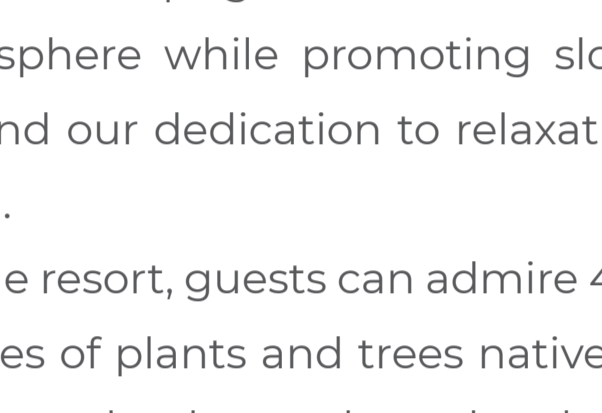 sphere while promoting slo
nd our dedication to relaxat
.
e resort, guests can admire 4
es of plants and trees native